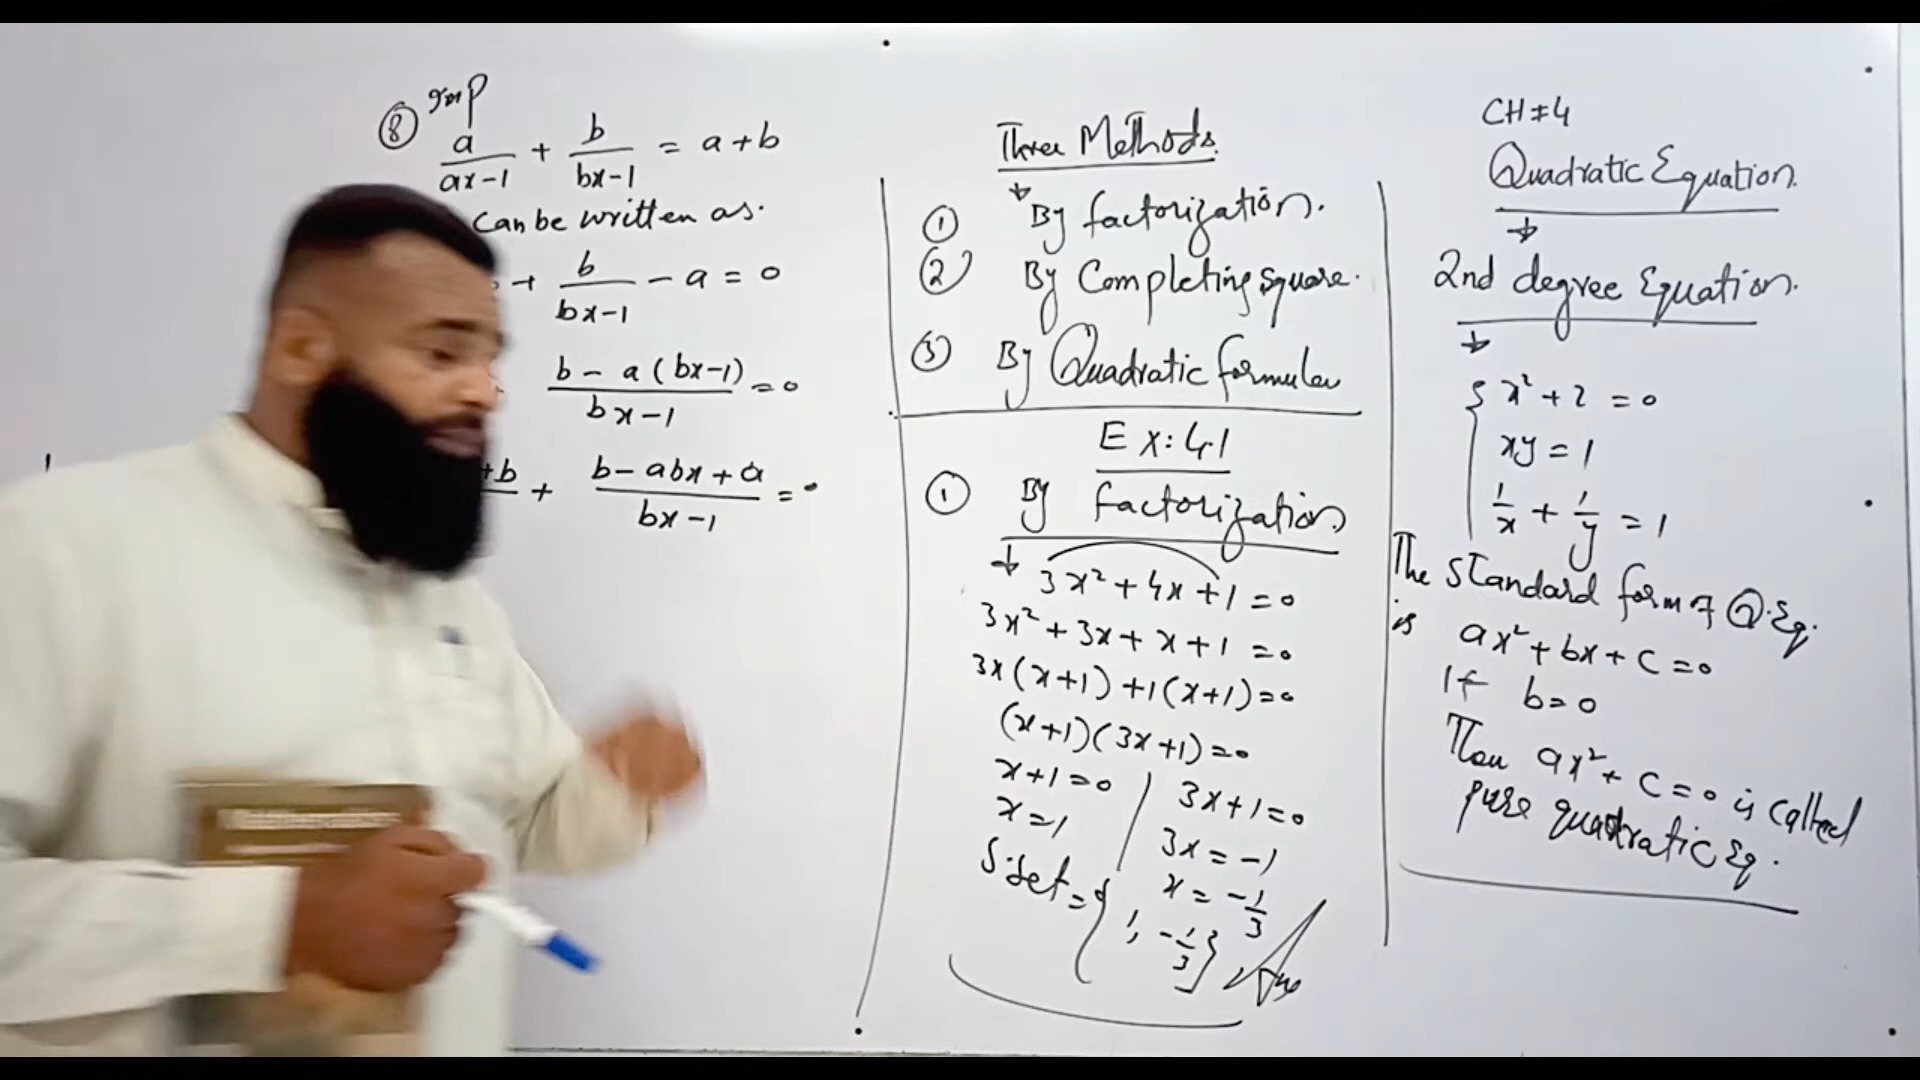 ⑧ Imp
a/(ax-1) + b/(bx-1) = a+b
Can be written as.
+ b/(bx-1) - a = 0
(b - a(bx-1))/(bx-1) = 0
+b + (b - abx + a)/(bx-1) =
Three Methods.
① By factorization.
② By Completing square.
③ By Quadratic formula
Ex: 4.1
① By factorization.
3x² + 4x + 1 = 0
3x² + 3x + x + 1 = 0
3x(x+1) + 1(x+1) = 0
(x+1)(3x+1) = 0
x+1 = 0
x = 1
3x+1 = 0
3x = -1
x = -1/3
S.Set = {1, -1/3}
CH#4
Quadratic Equation.
2nd degree Equation.
x² + 2 = 0
xy = 1
1/x + 1/y = 1
The Standard form of Q.Eq.
is ax² + bx + c = 0
If b = 0
Then ax² + c = 0 is called
pure quadratic Eq.